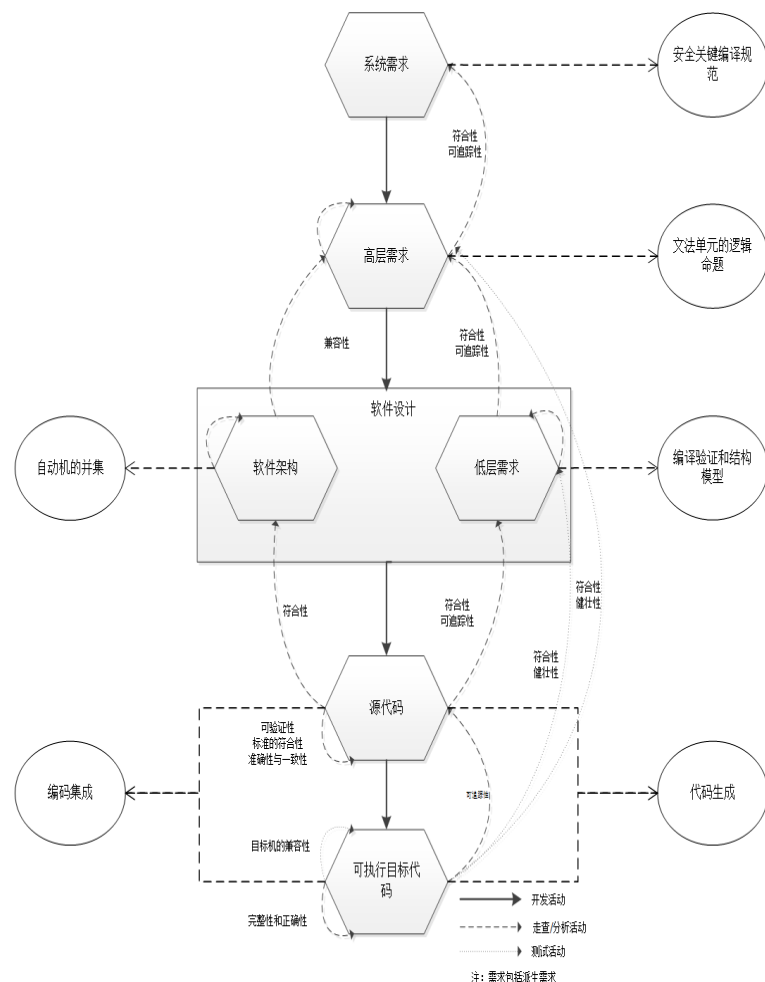 系统需求
安全关键编译规
范
符合性
可追踪性
高层需求
文法单元的逻辑
命题
兼容性
符合性
可追踪性
软件设计
自动机的并集
软件架构
低层需求
编译验证和结构
模型
符合性
符合性
可追踪性
符合性
健壮性
符合性
健壮性
源代码
可验证性
标准的符合性
准确性与一致性
编码集成
可追踪性
代码生成
目标机的兼容性
可执行目标代
码
完整性和正确性
开发活动
走查/分析活动
测试活动
注：需求包括派生需求